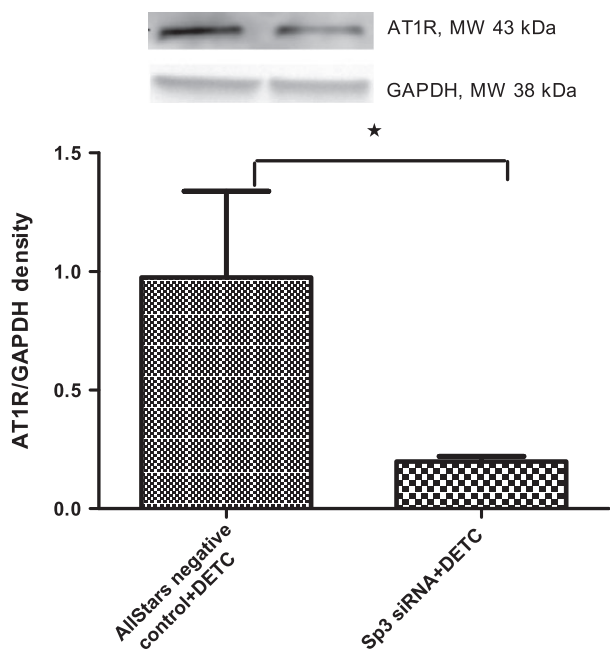 AT1R, MW 43 kDa
GAPDH, MW 38 kDa
★
1.5
1.0
0.5
0.0
AT1R/GAPDH density
AllStars negative
control+DETC
Sp3 siRNA+DETC